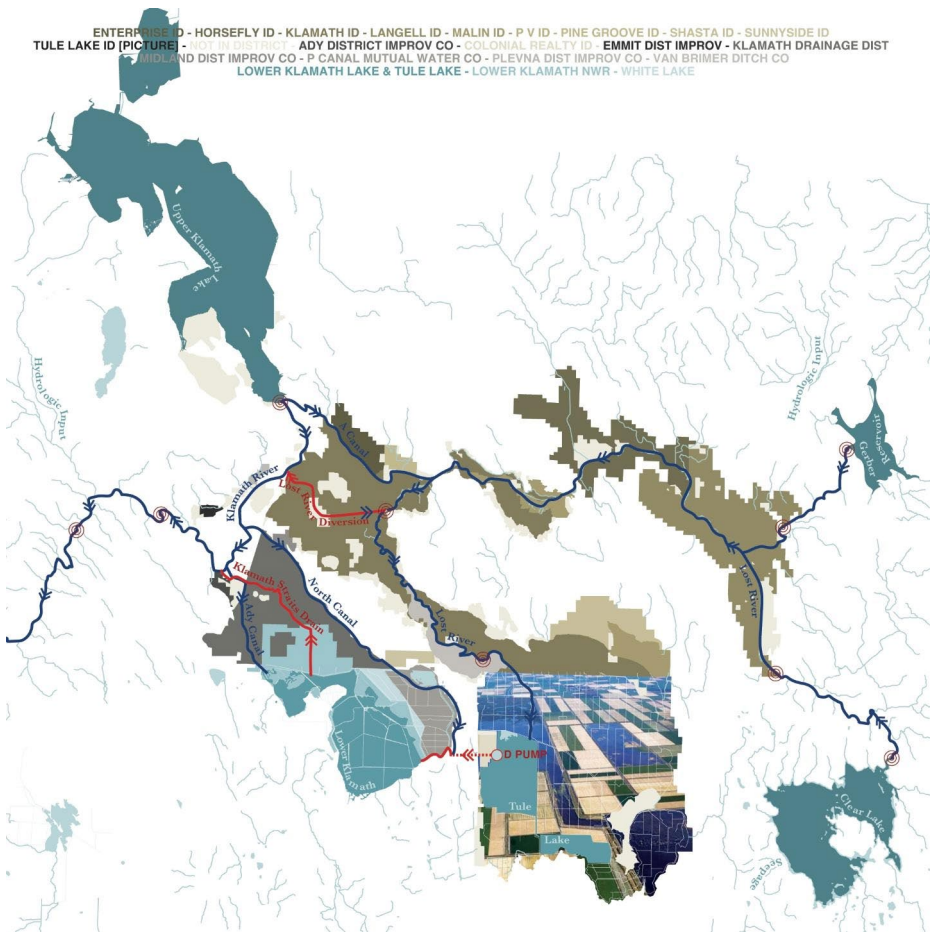 ENTERPRISE ID - HORSEFLY ID - KLAMATH ID - LANGELL ID - MALIN ID - P V ID - PINE GROOVE ID - SHASTA ID - SUNNYSIDE ID
TULE LAKE ID [PICTURE] - NOT IN DISTRICT - ADY DISTRICT IMPROV CO - COLONIAL REALTY ID - EMMIT DIST IMPROV - KLAMATH DRAINAGE DIST
MIDLAND DIST IMPROV CO - P CANAL MUTUAL WATER CO - PLEVNA DIST IMPROV CO - VAN BRIMER DITCH CO
LOWER KLAMATH LAKE & TULE LAKE - LOWER KLAMATH NWR - WHITE LAKE
Upper Klamath
Lake
Hydrologic Input
Hydrologic Input
Gerber
Reservoir
A Canal
Klamath River
Lost River
Diversion
Klamath Straits Drain
North Canal
Ady Canal
Lost River
Lost River
Lower Klamath
D PUMP
Tule
Lake
Clear Lake
Seepage